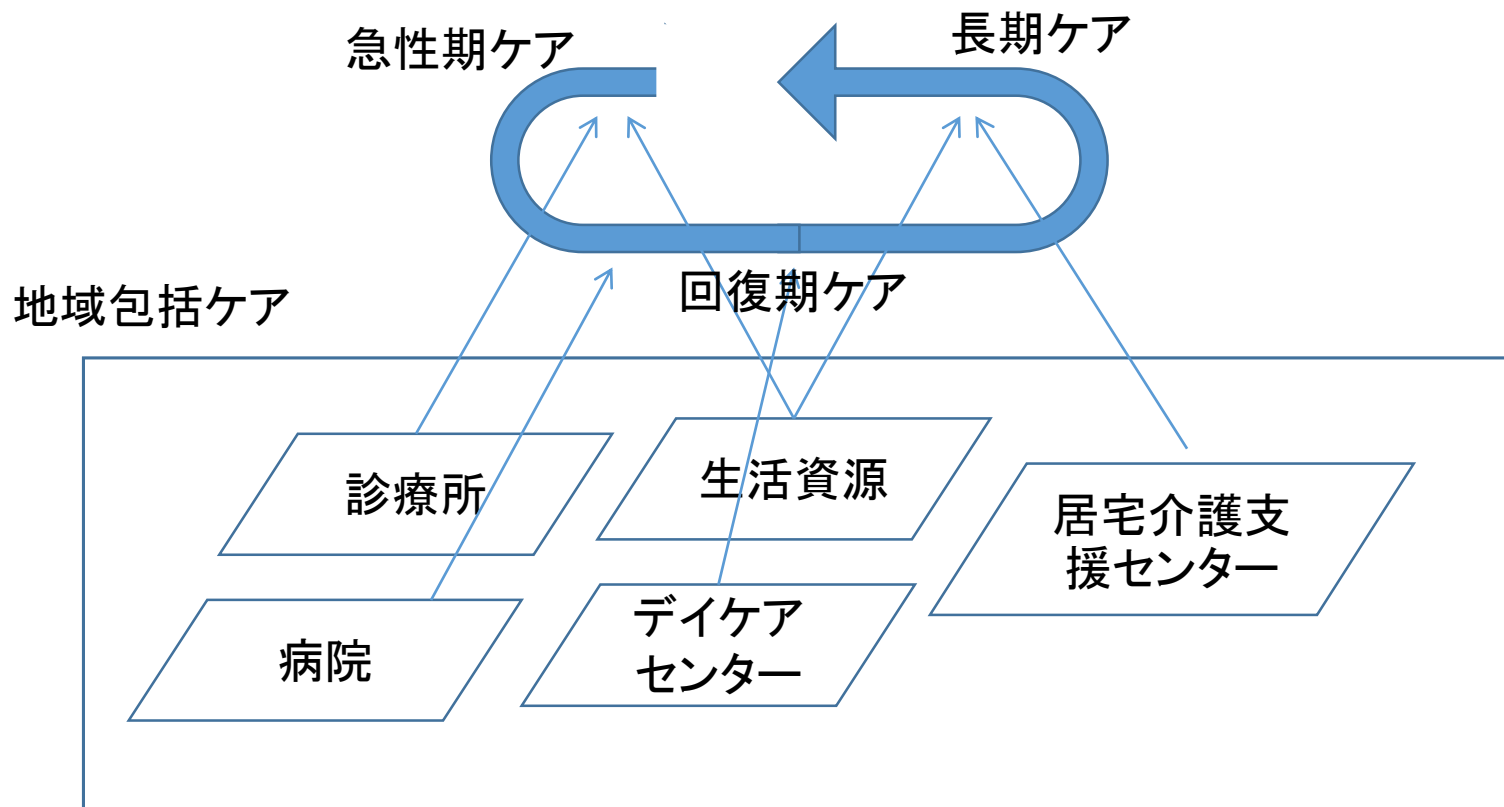 急性期ケア
長期ケア
回復期ケア
地域包括ケア
診療所
生活資源
居宅介護支
援センター
病院
デイケア
センター